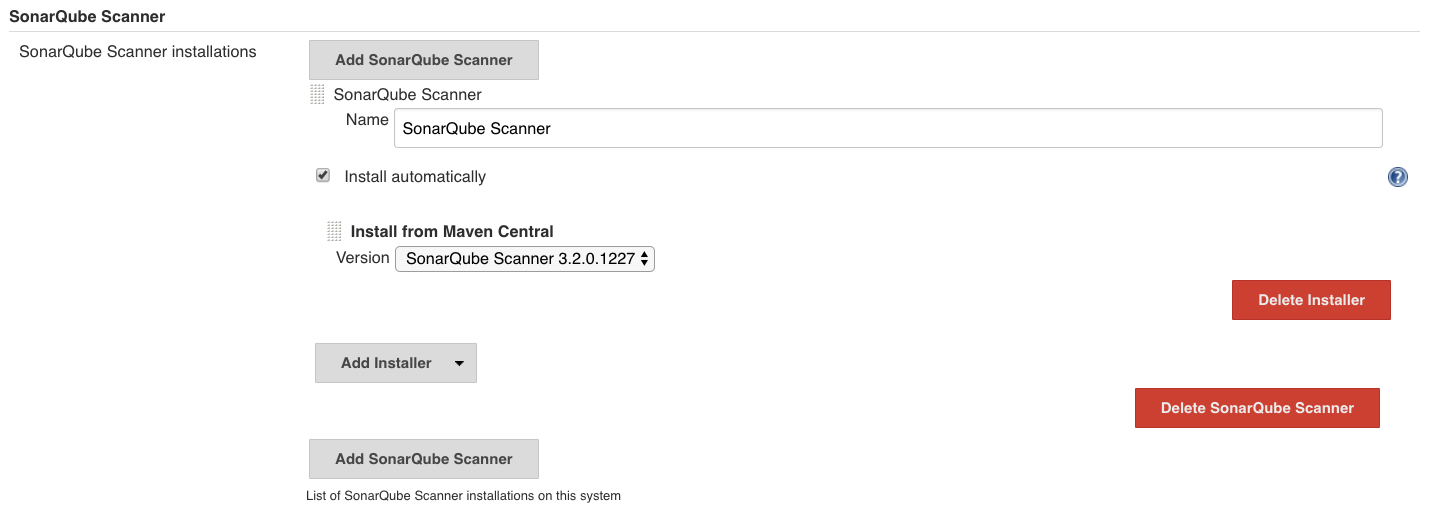 SonarQube Scanner
SonarQube Scanner installations
Add SonarQube Scanner
SonarQube Scanner
Name SonarQube Scanner
Install automatically
?
Install from Maven Central
Version SonarQube Scanner 3.2.0.1227
Delete Installer
Add Installer
Delete SonarQube Scanner
Add SonarQube Scanner
List of SonarQube Scanner installations on this system